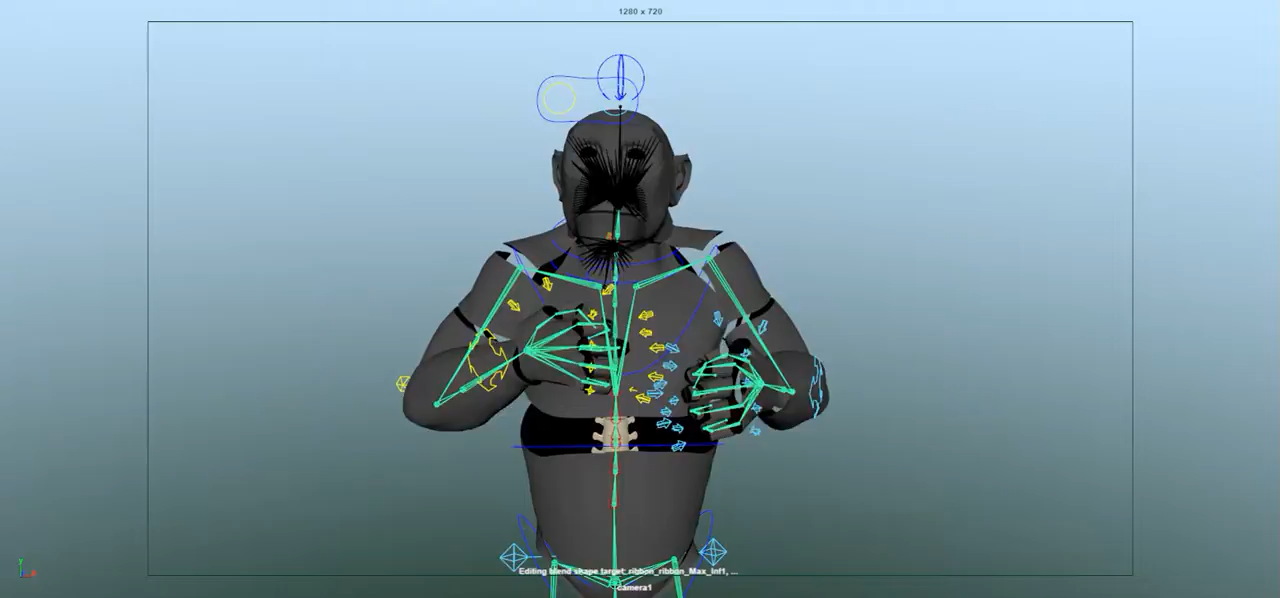 1280 x 720
Editing blend shape target: ribbon_ribbon_Max_Inf1, ...
camera1